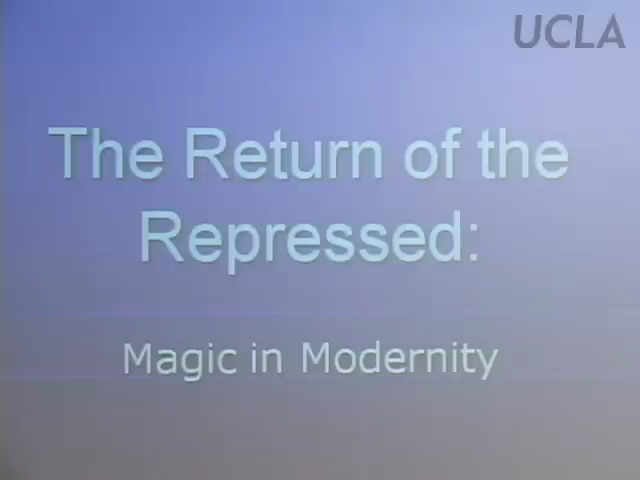 UCLA
The Return of the
Repressed:
Magic in Modernity